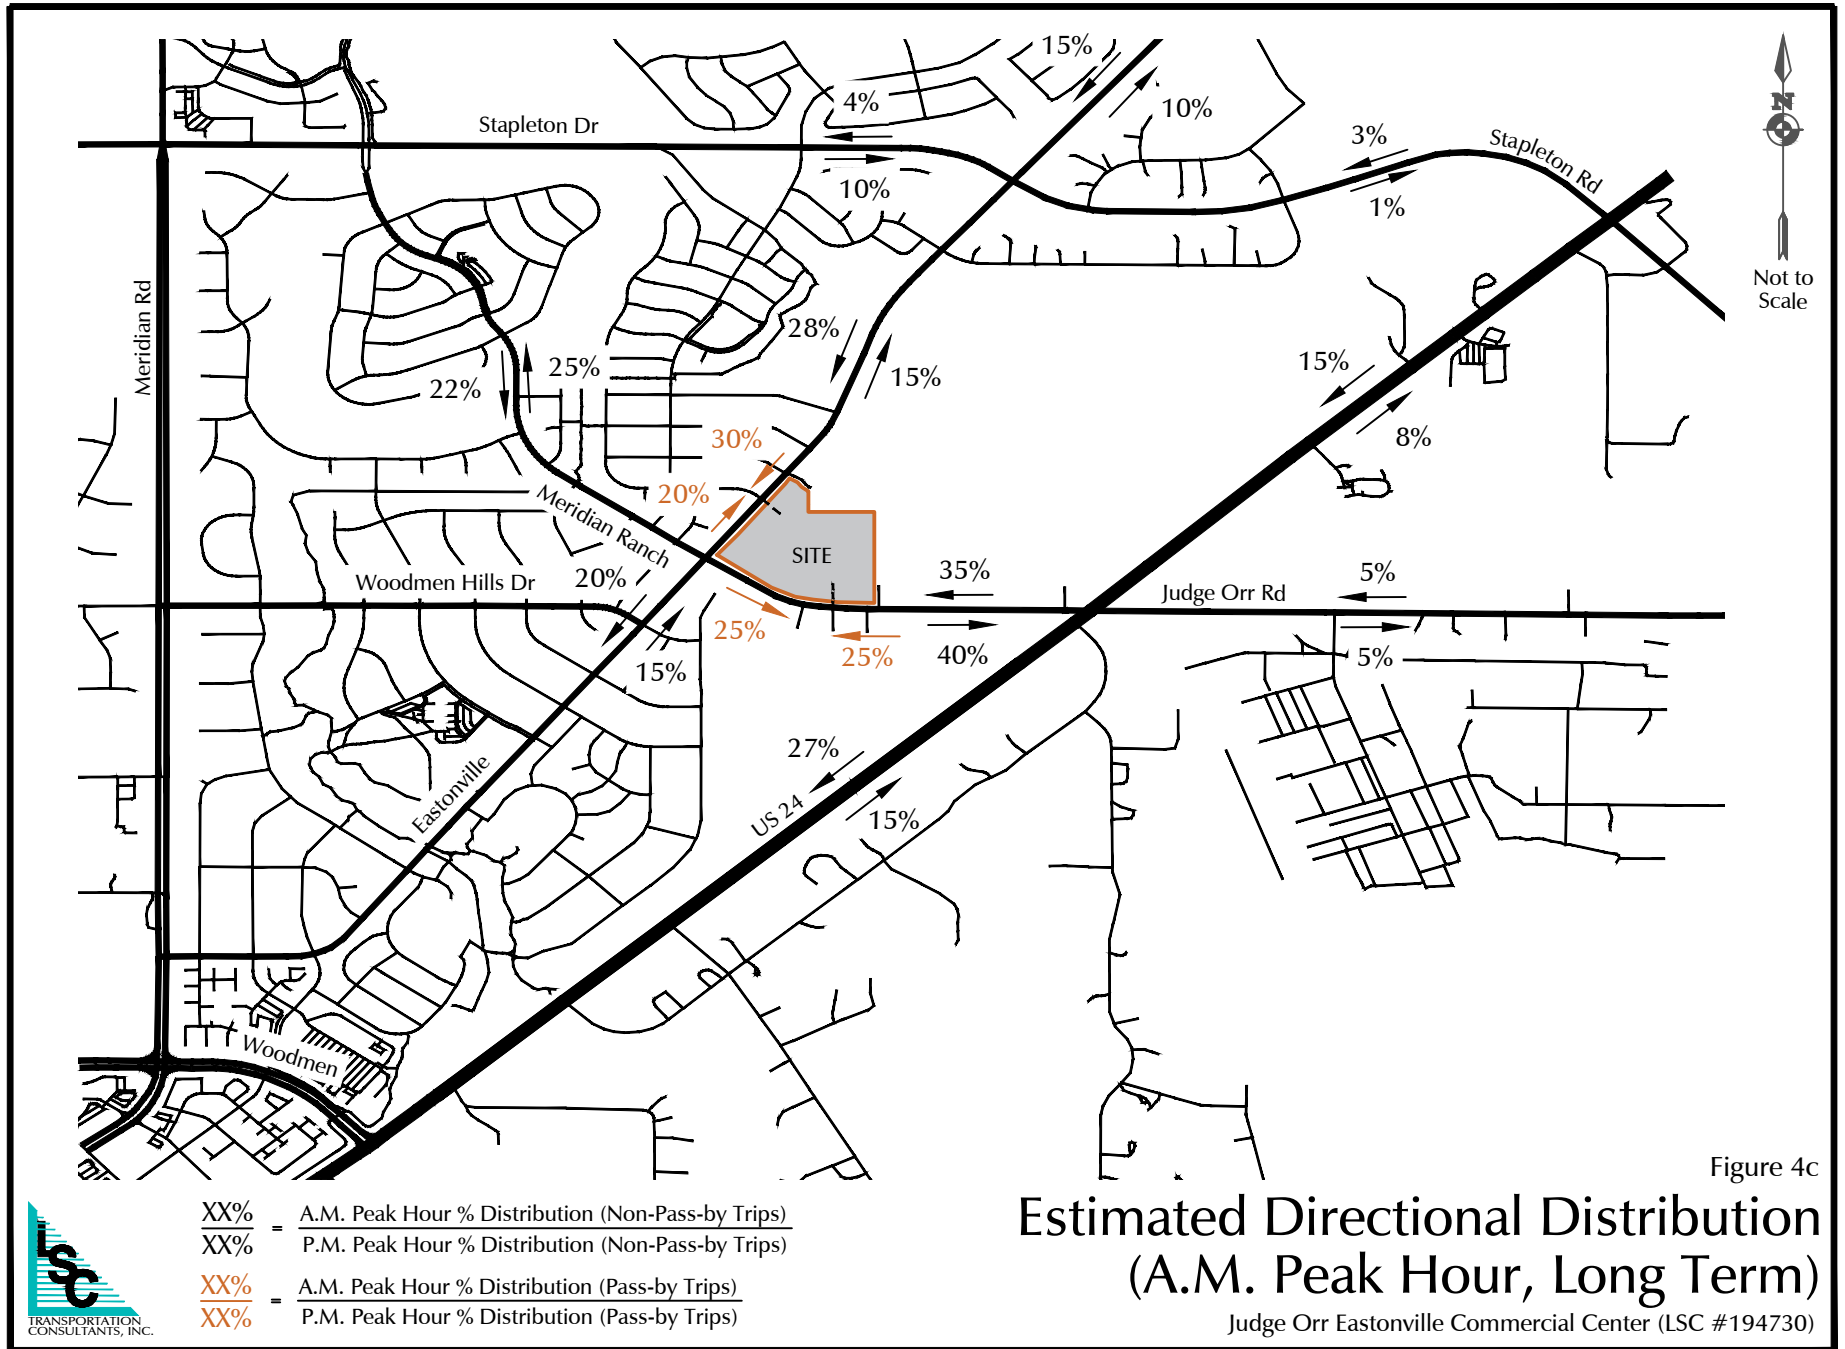 15%
10%
4%
Stapleton Dr
10%
3%
Stapleton Rd
1%
N
Not to
Scale
Meridian Rd
28%
15%
22%
25%
15%
8%
30%
20%
Meridian Ranch
SITE
Woodmen Hills Dr
20%
15%
25%
25%
35%
40%
Judge Orr Rd
5%
5%
27%
US 24
15%
Eastonville
Woodmen
Figure 4c
Estimated Directional Distribution
(A.M. Peak Hour, Long Term)
Judge Orr Eastonville Commercial Center (LSC #194730)
XX% = A.M. Peak Hour % Distribution (Non-Pass-by Trips)
XX% P.M. Peak Hour % Distribution (Non-Pass-by Trips)
XX% = A.M. Peak Hour % Distribution (Pass-by Trips)
XX% P.M. Peak Hour % Distribution (Pass-by Trips)
LSC
TRANSPORTATION
CONSULTANTS, INC.